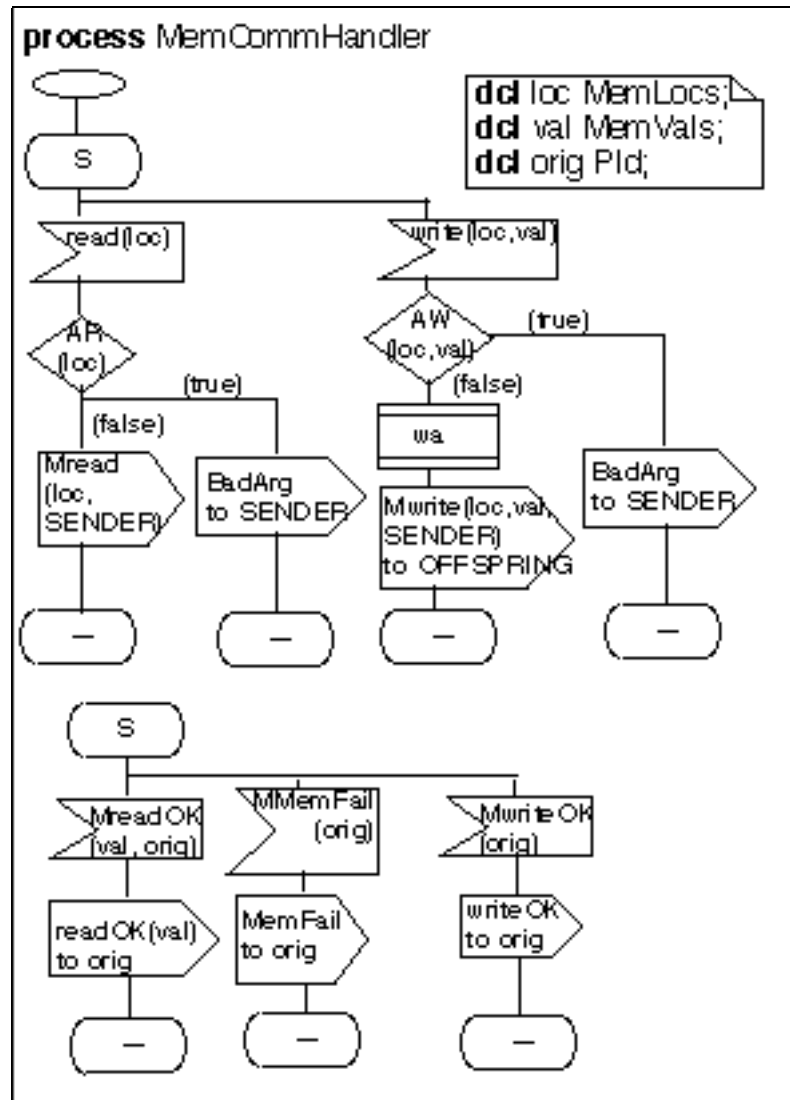 process MemCommHandler
dcl loc MemLocs;
dcl val MemVals;
dcl orig PId;
S
read(loc)
write(loc,val)
AR
(loc)
AW
(loc,val)
(true)
(false)
(true)
(false)
wa
Mread
(loc,
SENDER)
BadArg
to SENDER
Mwrite(loc,val,
SENDER)
to OFFSPRING
BadArg
to SENDER
–
–
–
–
S
MreadOK
(val, orig)
MMemFail
(orig)
MwriteOK
(orig)
readOK(val)
to orig
MemFail
to orig
writeOK
to orig
–
–
–